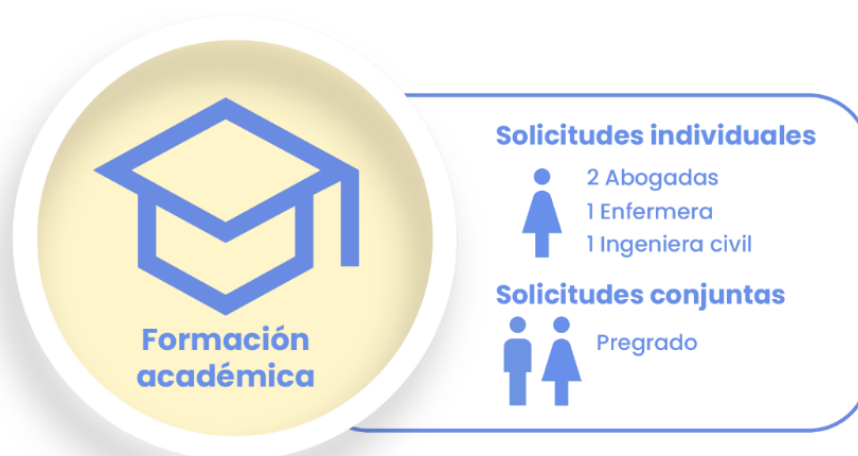 Formación
académica
Solicitudes individuales
2 Abogadas
1 Enfermera
1 Ingeniera civil
Solicitudes conjuntas
Pregrado